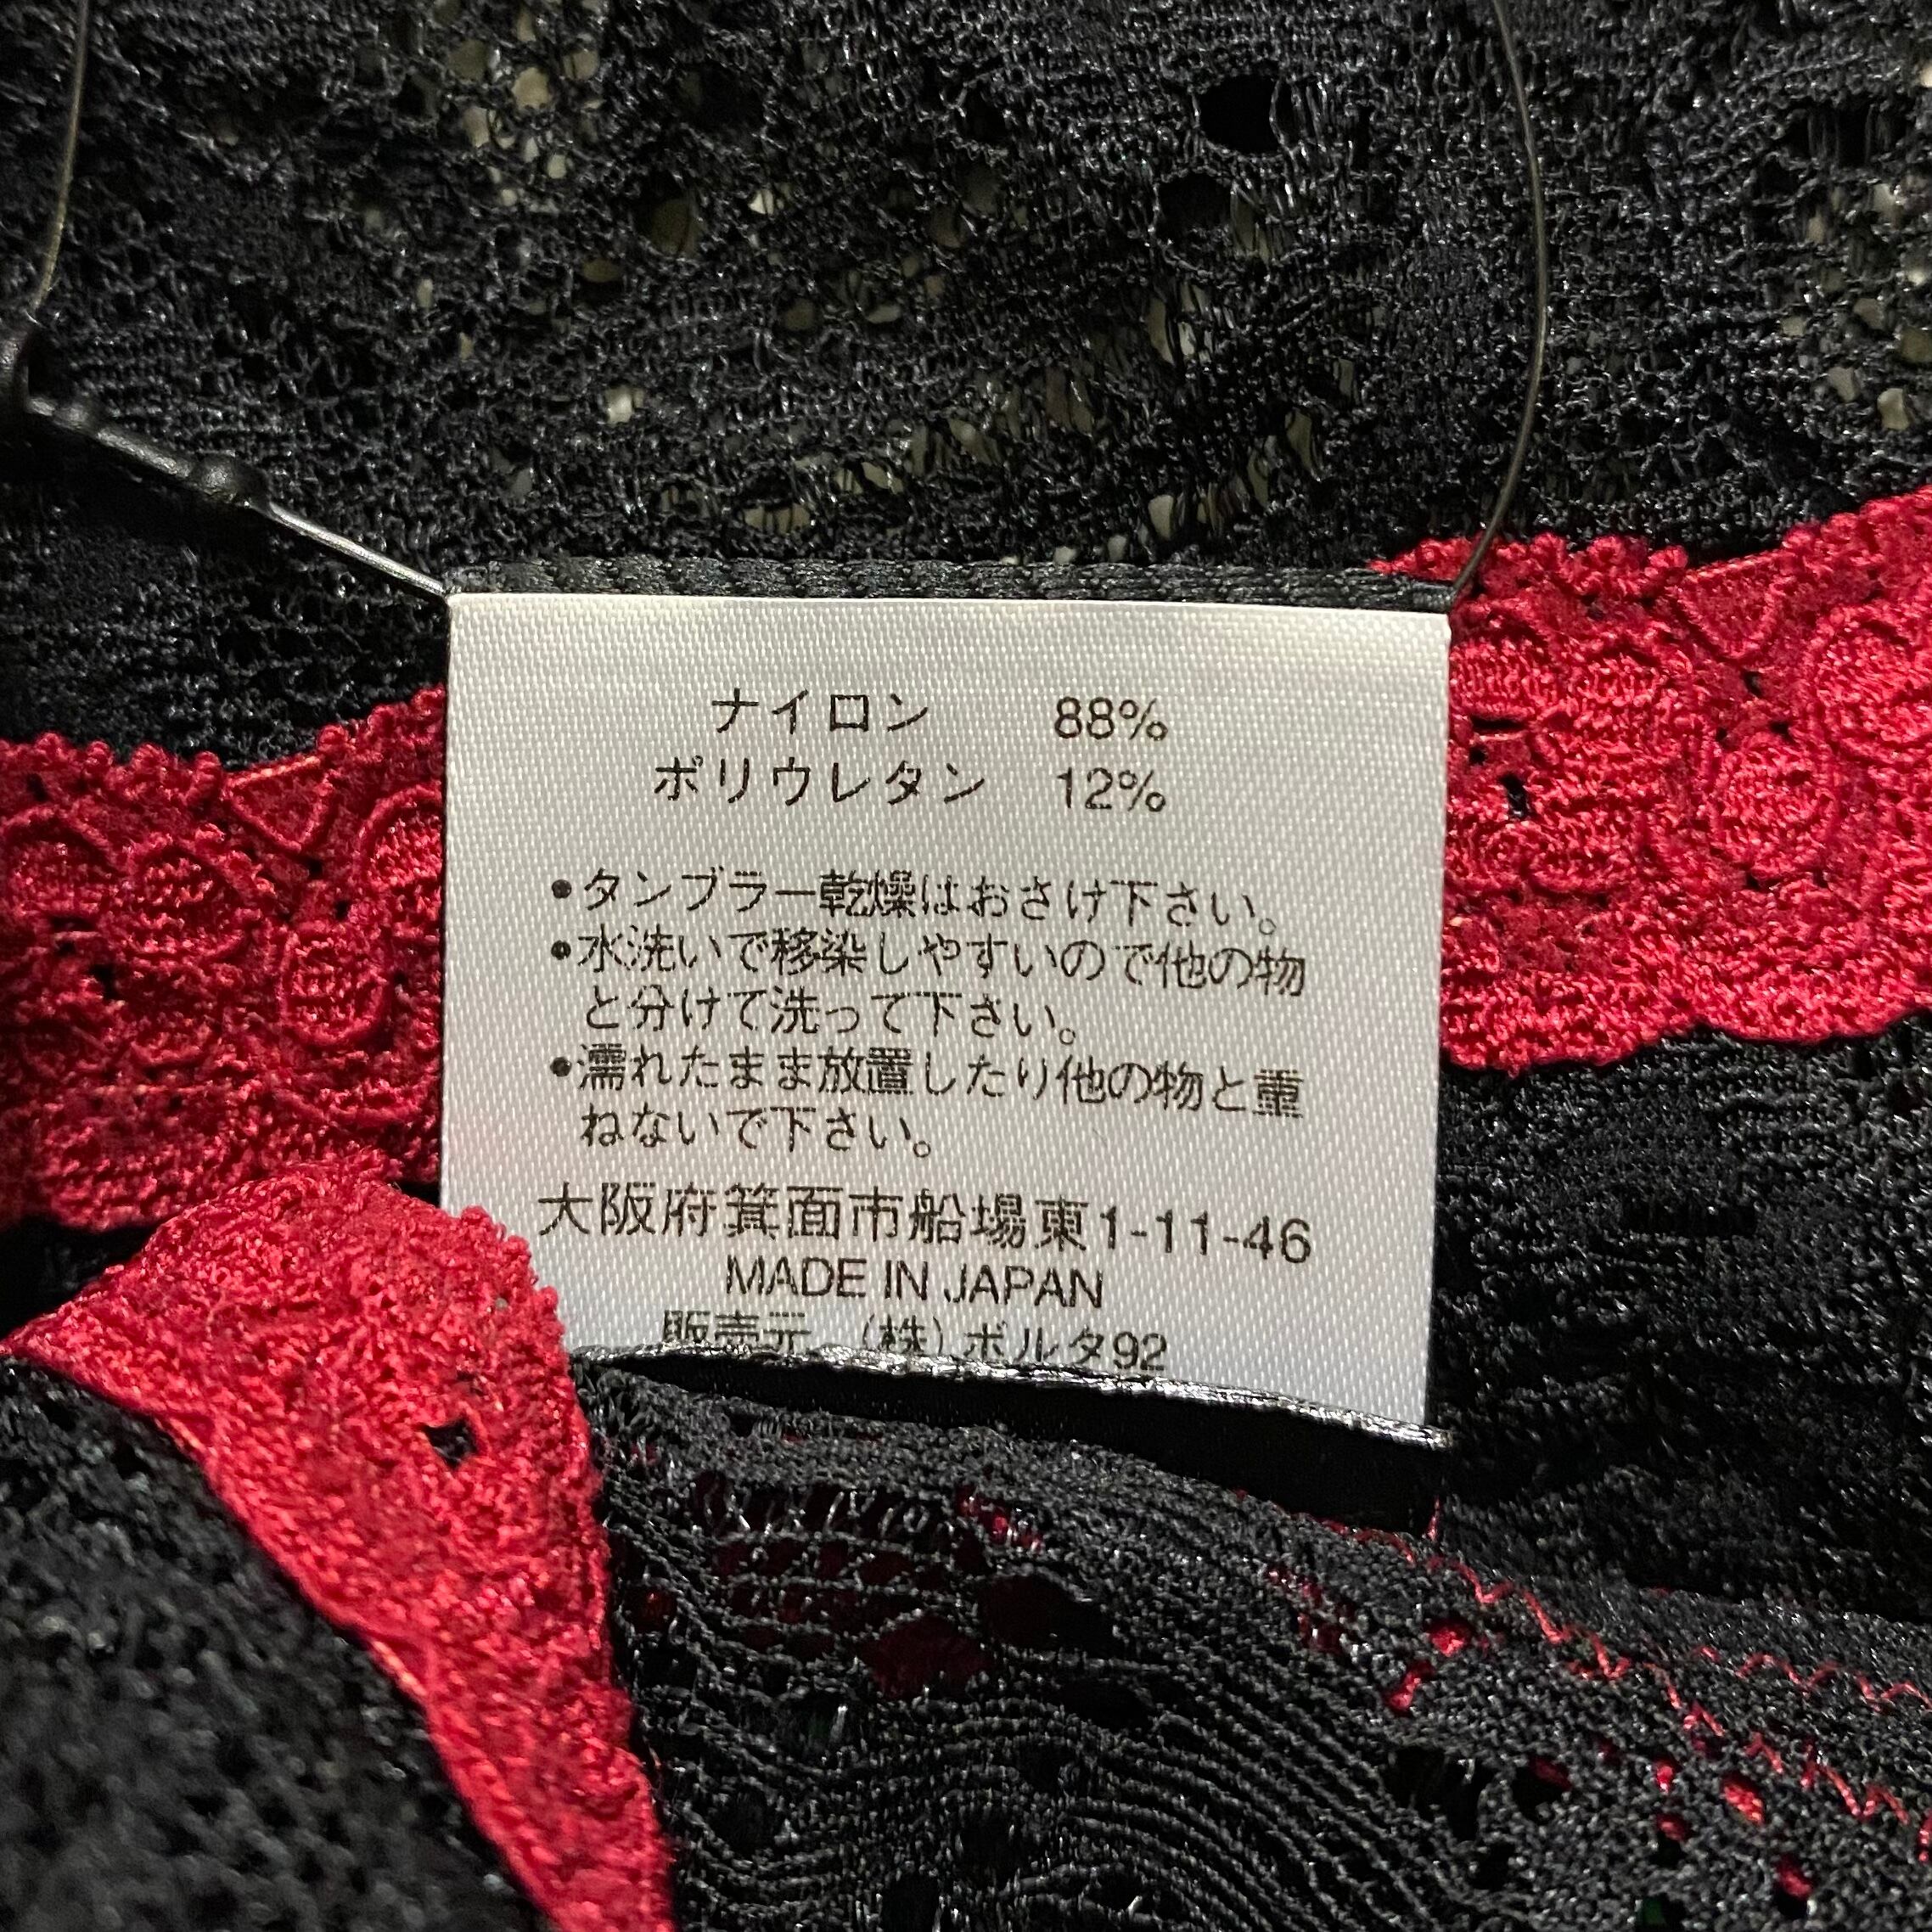 ナイロン 88%
ポリウレタン 12%
•タンブラー乾燥はおさけ下さい。
•水洗いで移染しやすいので他の物
と分けて洗って下さい。
•濡れたまま放置したり他の物と重
ねないで下さい。
大阪府箕面市船場東1-11-46
MADE IN JAPAN
販売元 (株)ボルタ92